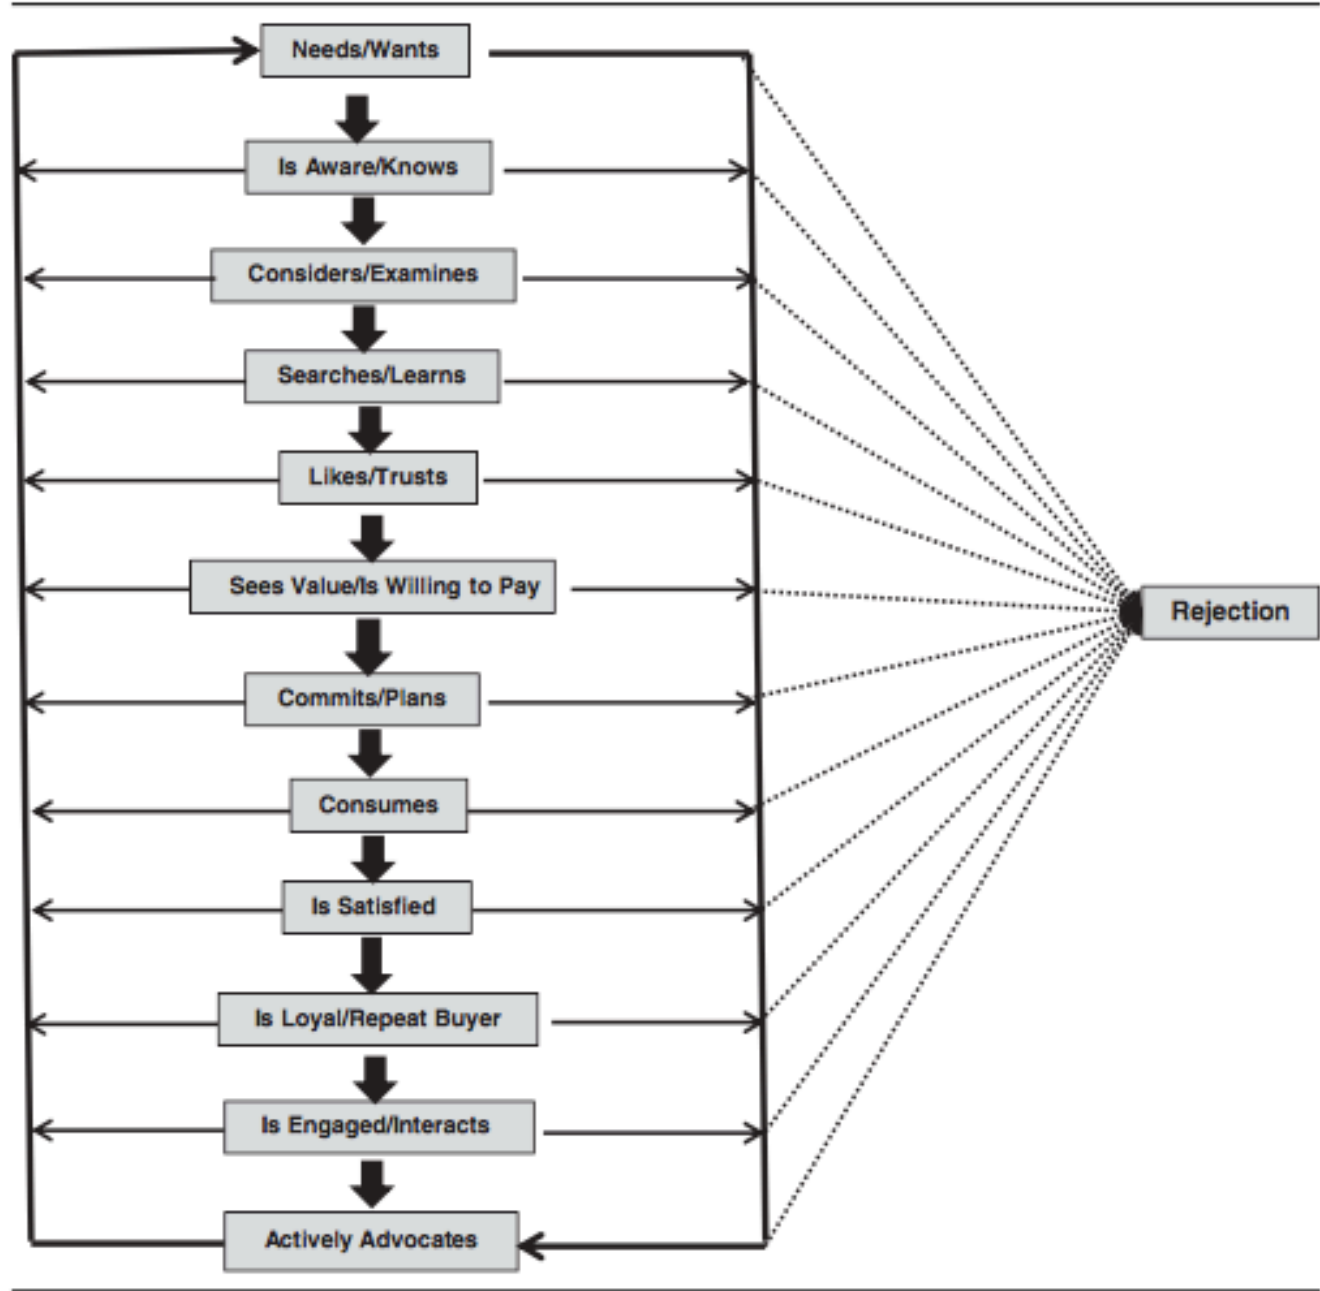 Needs/Wants
Is Aware/Knows
Considers/Examines
Searches/Learns
Likes/Trusts
Sees Value/Is Willing to Pay
Rejection
Commits/Plans
Consumes
Is Satisfied
Is Loyal/Repeat Buyer
Is Engaged/Interacts
Actively Advocates